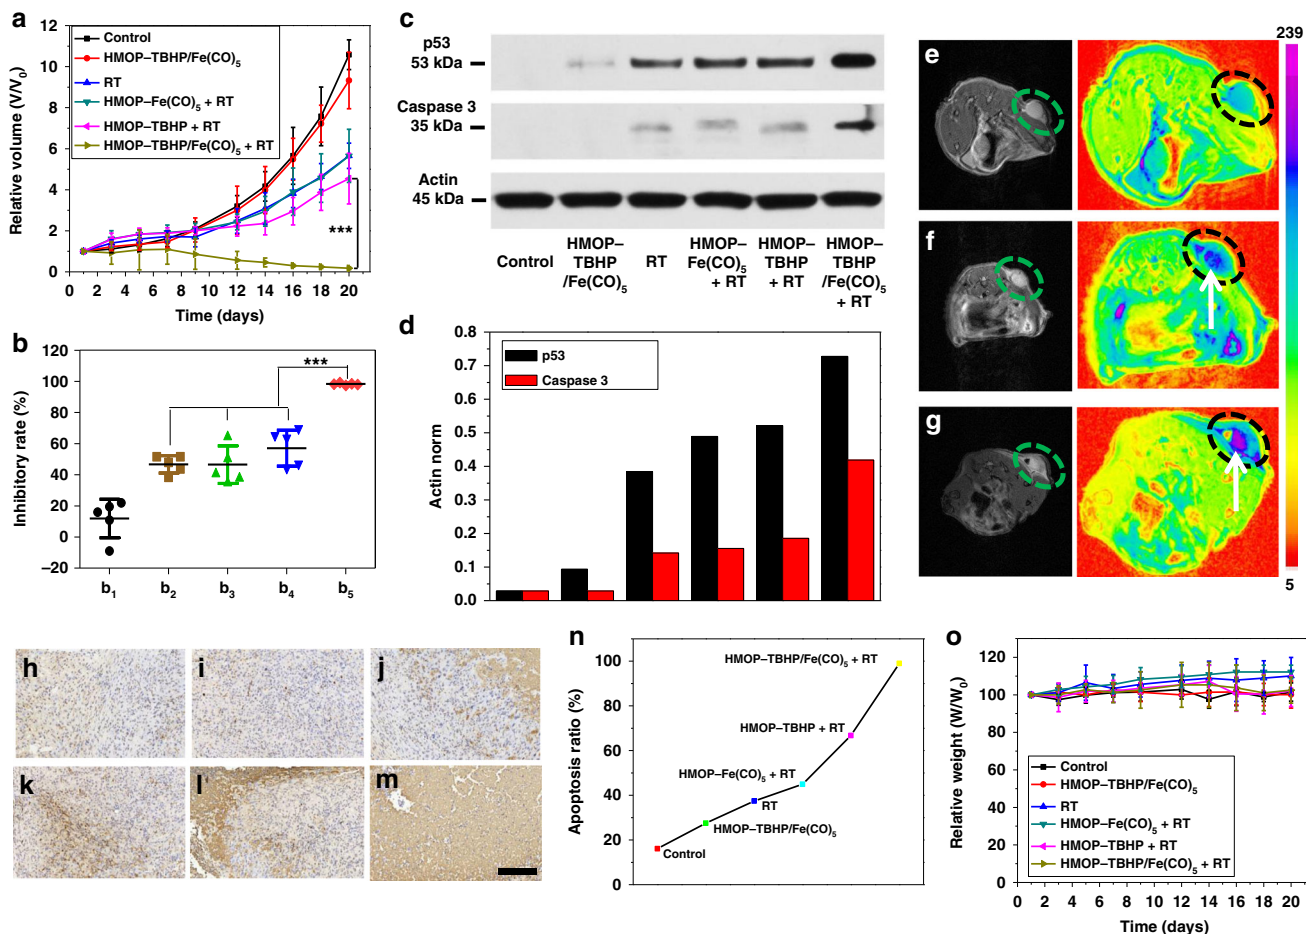 a
Relative volume (V/V0)
12
10
8
6
4
2
0
Control
HMOP–TBHP/Fe(CO)5
RT
HMOP–Fe(CO)5 + RT
HMOP–TBHP + RT
HMOP–TBHP/Fe(CO)5 + RT
***
0 2 4 6 8 10 12 14 16 18 20
Time (days)
b
Inhibitory rate (%)
120
100
80
60
40
20
0
–20
***
b1 b2 b3 b4 b5
c
p53
53 kDa
Caspase 3
35 kDa
Actin
45 kDa
Control
HMOP–
TBHP
/Fe(CO)5
RT
HMOP–
Fe(CO)5
+ RT
HMOP–
TBHP
+ RT
HMOP–
TBHP
/Fe(CO)5
+ RT
d
Actin norm
0.8
0.7
0.6
0.5
0.4
0.3
0.2
0.1
0.0
p53
Caspase 3
e
f
g
239
5
h
i
j
k
l
m
n
Apoptosis ratio (%)
100
80
60
40
20
0
HMOP–TBHP/Fe(CO)5 + RT
HMOP–TBHP + RT
HMOP–Fe(CO)5 + RT
RT
HMOP–TBHP/Fe(CO)5
Control
o
Relative weight (W/W0)
120
100
80
60
40
20
0
Control
HMOP–TBHP/Fe(CO)5
RT
HMOP–Fe(CO)5 + RT
HMOP–TBHP + RT
HMOP–TBHP/Fe(CO)5 + RT
0 2 4 6 8 10 12 14 16 18 20
Time (days)